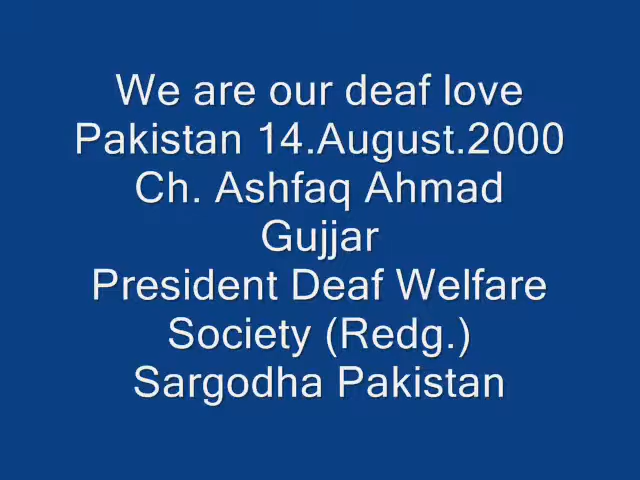 We are our deaf love
Pakistan 14.August.2000
Ch. Ashfaq Ahmad
Gujjar
President Deaf Welfare
Society (Redg.)
Sargodha Pakistan